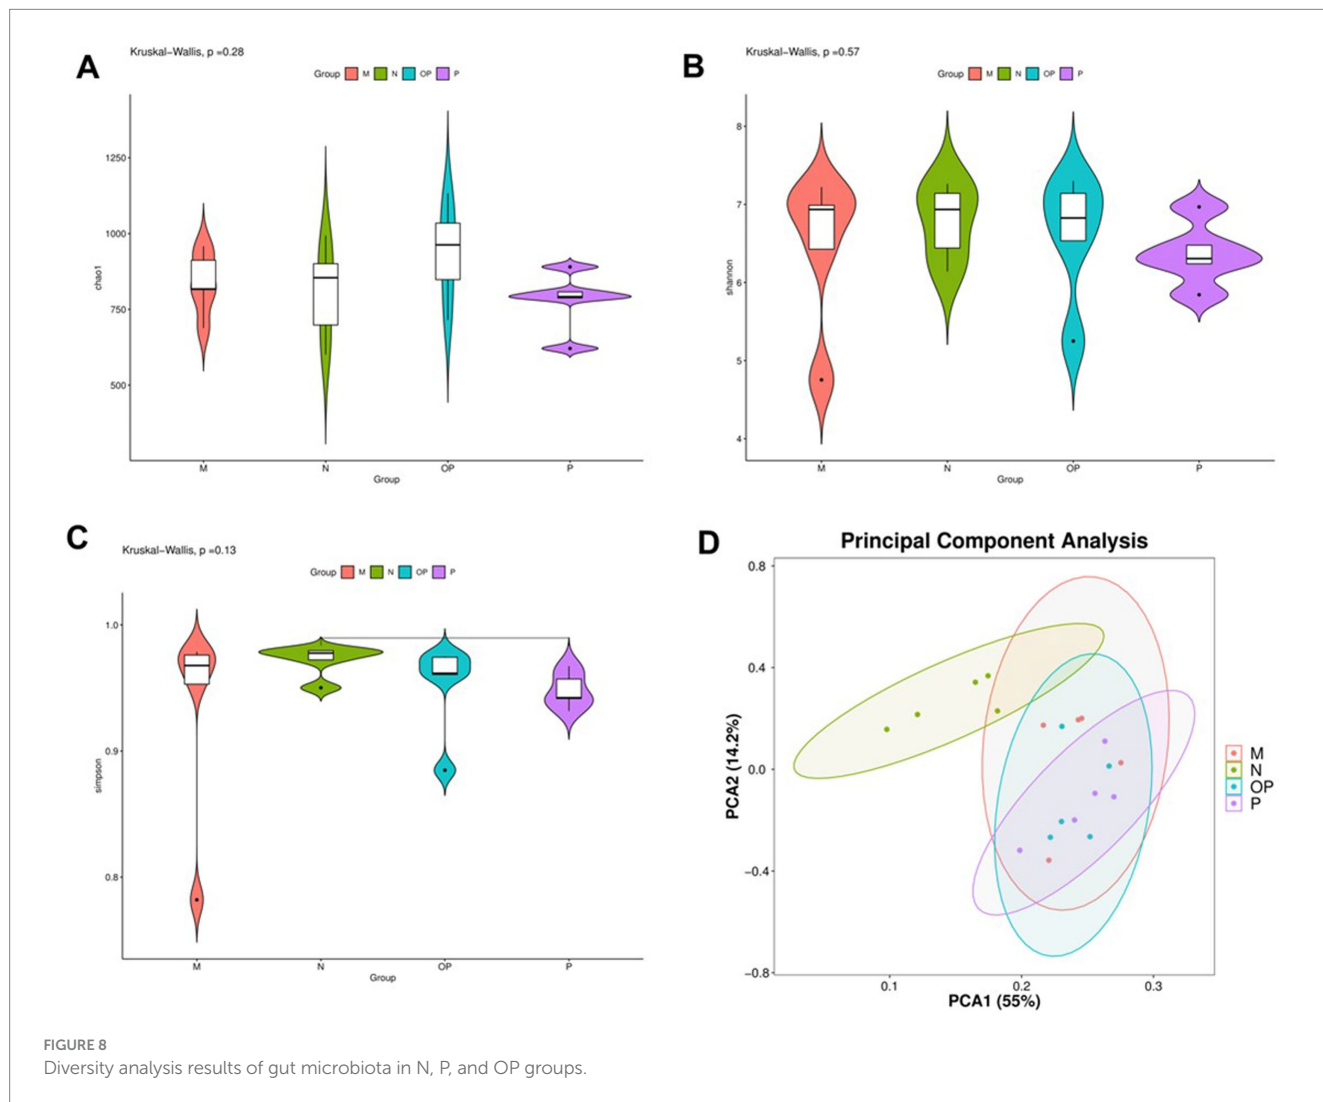 A
Kruskal-Wallis, p =0.28
Group M N OP P
chao1
1250
1000
750
500
M N OP P
Group
B
Kruskal-Wallis, p =0.57
Group M N OP P
shannon
8
7
6
5
4
M N OP P
Group
C
Kruskal-Wallis, p =0.13
Group M N OP P
simpson
1.0
0.9
0.8
M N OP P
Group
D
Principal Component Analysis
PCA2 (14.2%)
0.8
0.4
0.0
−0.4
−0.8
0.1 0.2 0.3
PCA1 (55%)
M
N
OP
P
FIGURE 8
Diversity analysis results of gut microbiota in N, P, and OP groups.